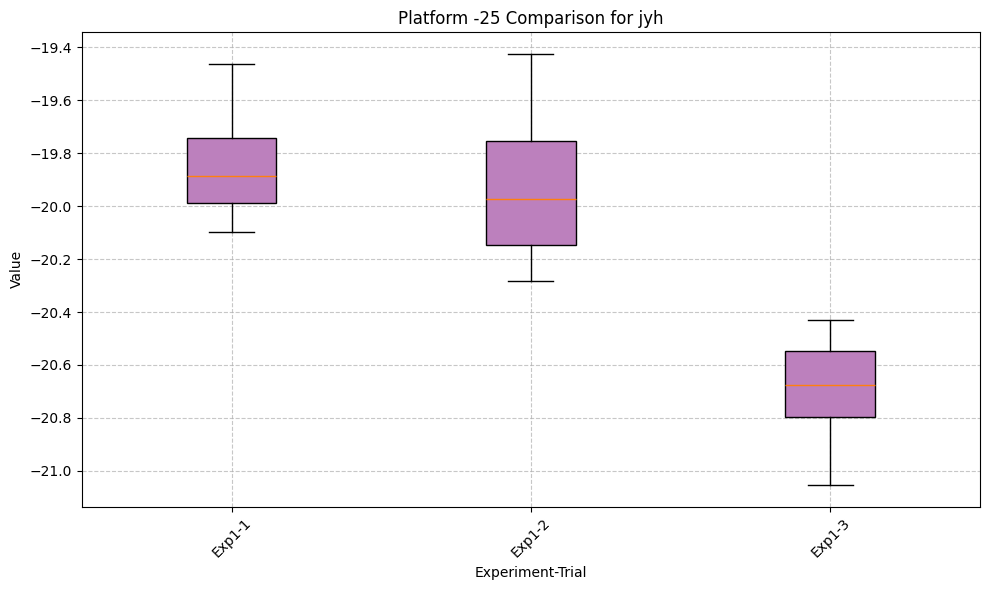 Platform -25 Comparison for jyh
Value
−19.4
−19.6
−19.8
−20.0
−20.2
−20.4
−20.6
−20.8
−21.0
Exp1-1
Exp1-2
Exp1-3
Experiment-Trial